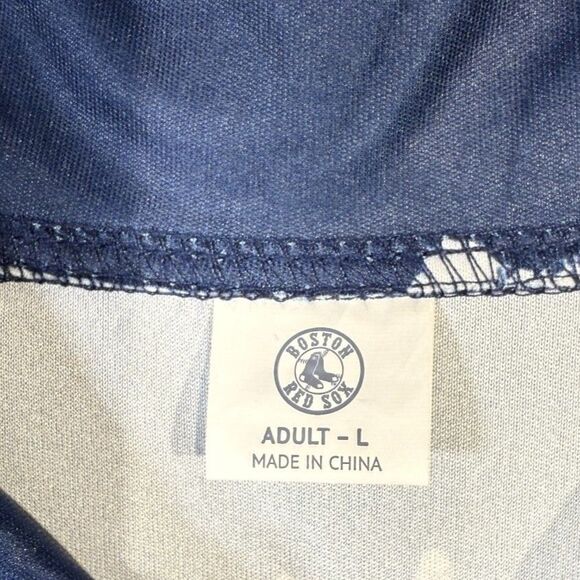 BOSTON
RED SOX
ADULT – L
MADE IN CHINA